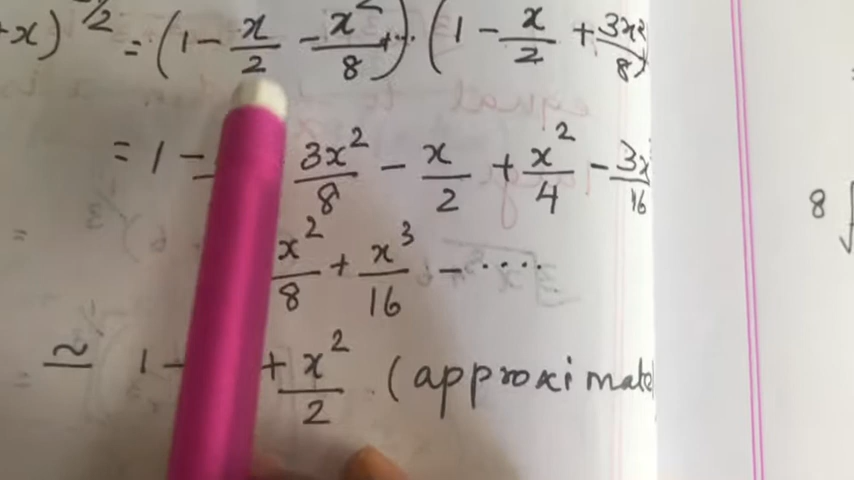 +x)^-1/2 = (1 - x/2 - x²/8 + ...) (1 - x/2 + 3x²/8
= 1 - 3x²/8 - x/2 + x²/4 - 3x/16
x²/8 + x³/16 - ....
≃ 1 - + x²/2 (approximate
8